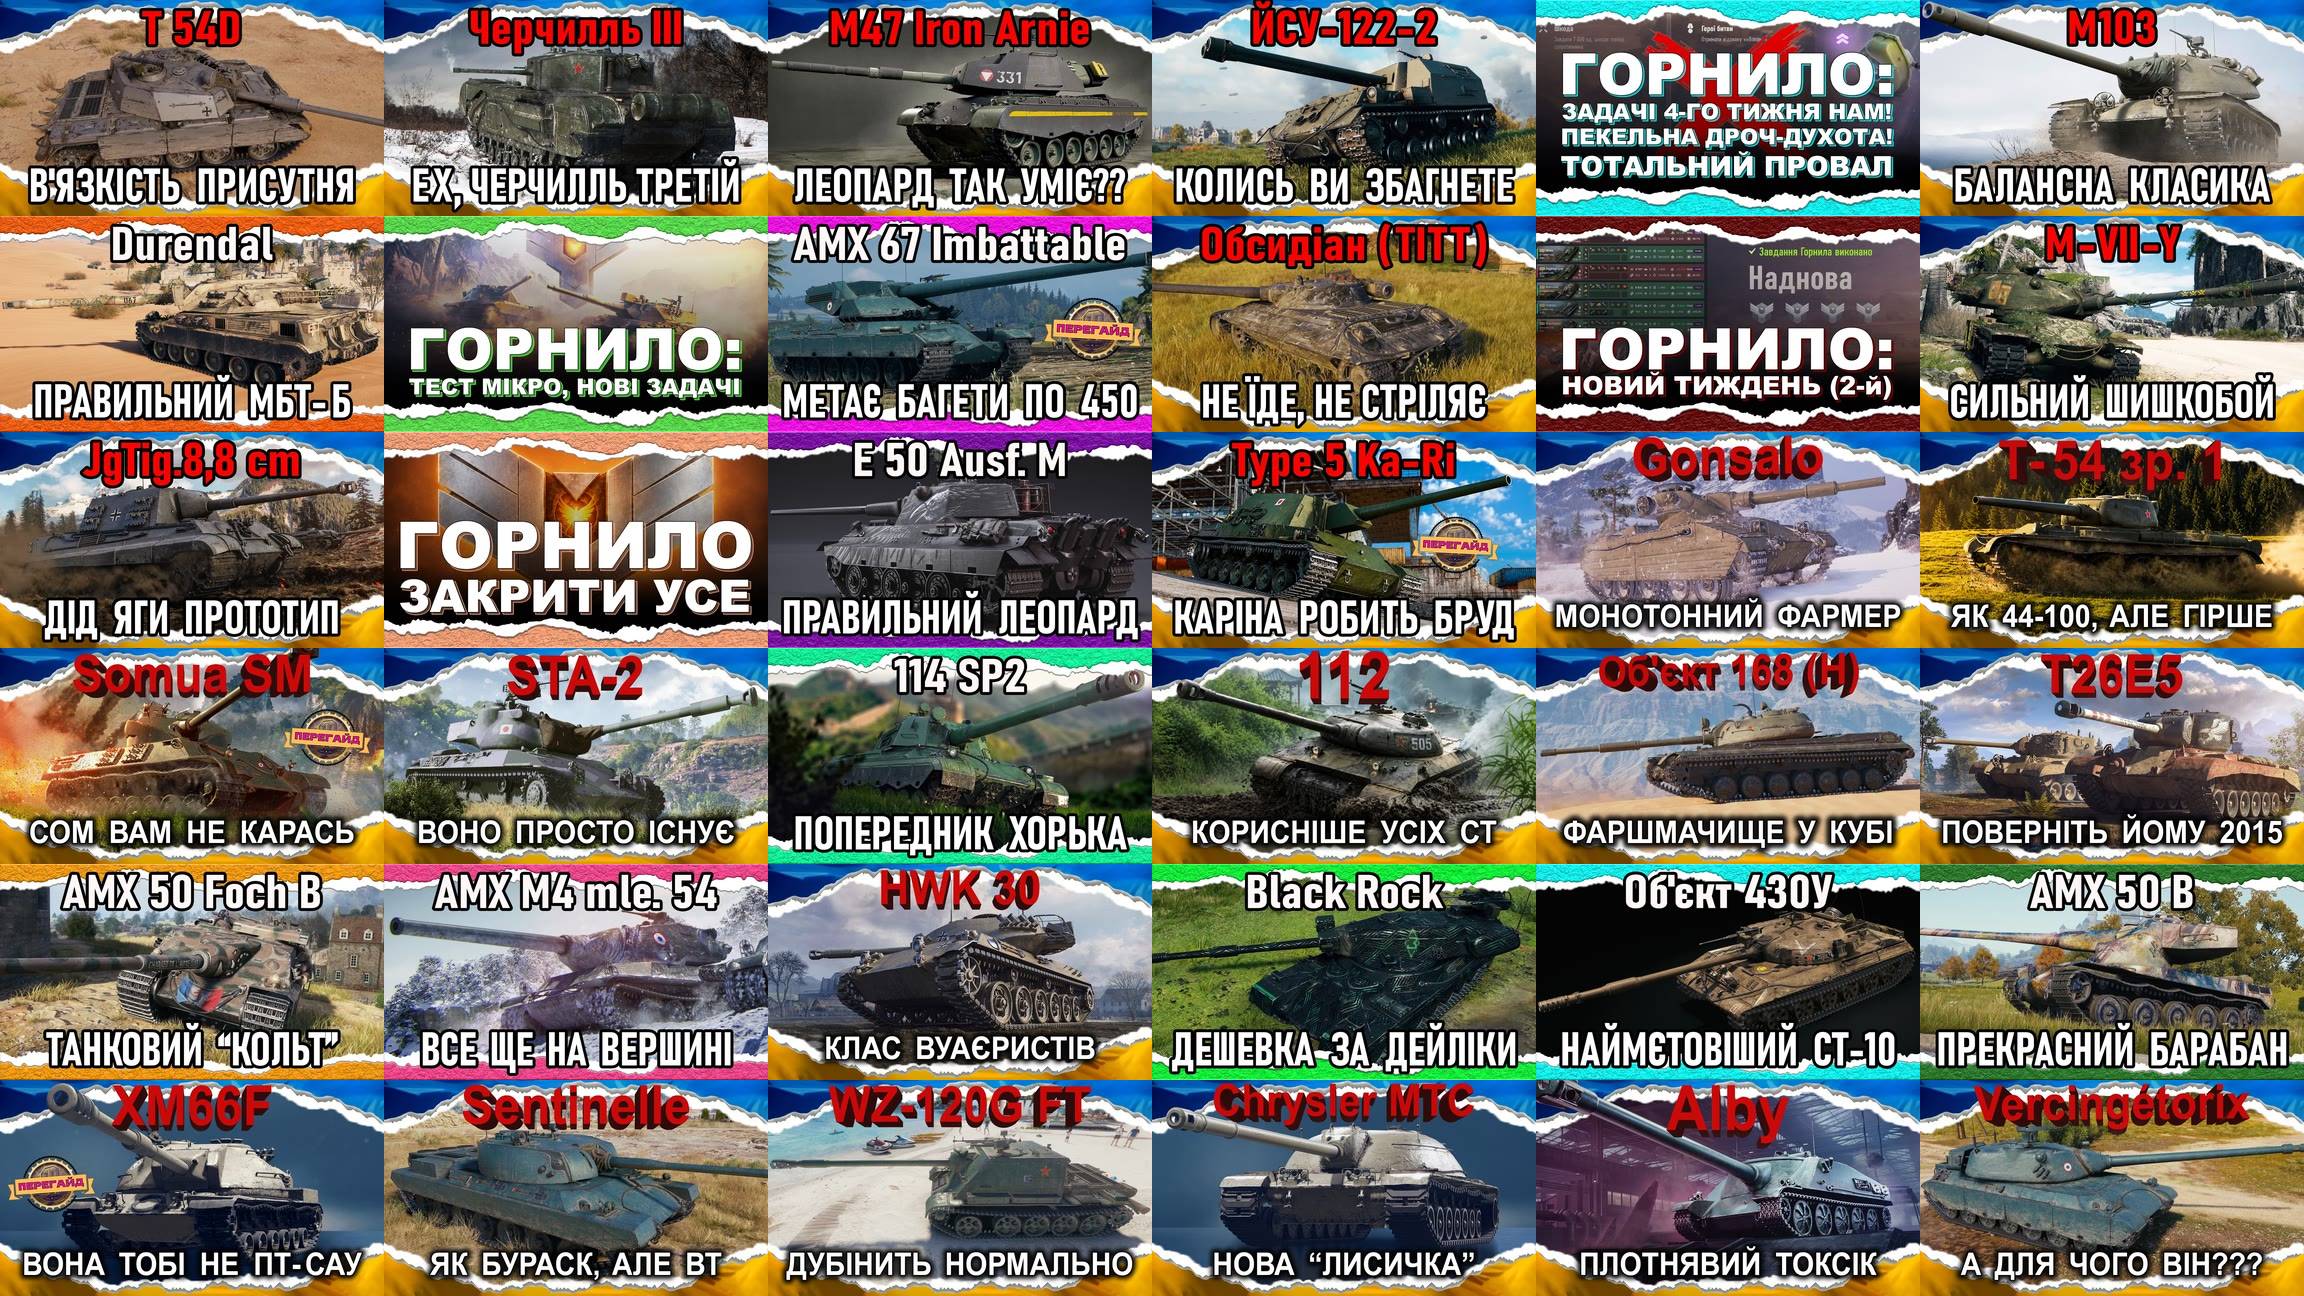 Т 54D
В'ЯЗКІСТЬ ПРИСУТНЯ
Черчилль III
ЕХ, ЧЕРЧИЛЛЬ ТРЕТІЙ
M47 Iron Arnie
331
ЛЕОПАРД ТАК УМІЄ??
ЙСУ-122-2
КОЛИСЬ ВИ ЗБАГНЕТЕ
Шкода
Герої битви
ГОРНИЛО:
ЗАДАЧІ 4-ГО ТИЖНЯ НАМ!
ПЕКЕЛЬНА ДРОЧ-ДУХОТА!
ТОТАЛЬНИЙ ПРОВАЛ
M103
БАЛАНСНА КЛАСИКА
Durendal
ПРАВИЛЬНИЙ МБТ-Б
ГОРНИЛО:
ТЕСТ МІКРО, НОВІ ЗАДАЧІ
AMX 67 Imbattable
ПЕРЕГАЙД
МЕТАЄ БАГЕТИ ПО 450
Обсидіан (ТІТТ)
НЕ ЇДЕ, НЕ СТРІЛЯЄ
Завдання Горнила виконано
Наднова
ГОРНИЛО:
НОВИЙ ТИЖДЕНЬ (2-й)
M-VII-Y
СИЛЬНИЙ ШИШКОБОЙ
JgTig.8,8 cm
ДІД ЯГИ ПРОТОТИП
ГОРНИЛО
ЗАКРИТИ УСЕ
E 50 Ausf. M
ПРАВИЛЬНИЙ ЛЕОПАРД
Type 5 Ka-Ri
ПЕРЕГАЙД
КАРІНА РОБИТЬ БРУД
Gonsalo
МОНОТОННИЙ ФАРМЕР
Т-54 зр. 1
ЯК 44-100, АЛЕ ГІРШЕ
Somua SM
ПЕРЕГАЙД
СОМ ВАМ НЕ КАРАСЬ
STA-2
ВОНО ПРОСТО ІСНУЄ
114 SP2
ПОПЕРЕДНИК ХОРЬКА
112
505
КОРИСНІШЕ УСІХ СТ
Об'єкт 168 (Н)
ФАРШМАЧИЩЕ У КУБІ
T26E5
ПОВЕРНІТЬ ЙОМУ 2015
AMX 50 Foch B
ТАНКОВИЙ “КОЛЬТ”
AMX M4 mle. 54
ВСЕ ЩЕ НА ВЕРШИНІ
HWK 30
КЛАС ВУАЄРИСТІВ
Black Rock
ДЕШЕВКА ЗА ДЕЙЛІКИ
Об'єкт 430У
НАЙМЄТОВІШИЙ СТ-10
AMX 50 B
ПРЕКРАСНИЙ БАРАБАН
XM66F
ПЕРЕГАЙД
ВОНА ТОБІ НЕ ПТ-САУ
Sentinelle
ЯК БУРАСК, АЛЕ ВТ
WZ-120G FT
ДУБІНИТЬ НОРМАЛЬНО
Chrysler MTC
НОВА “ЛИСИЧКА”
Alby
ПЛОТНЯВИЙ ТОКСІК
Vercingétorix
А ДЛЯ ЧОГО ВІН???